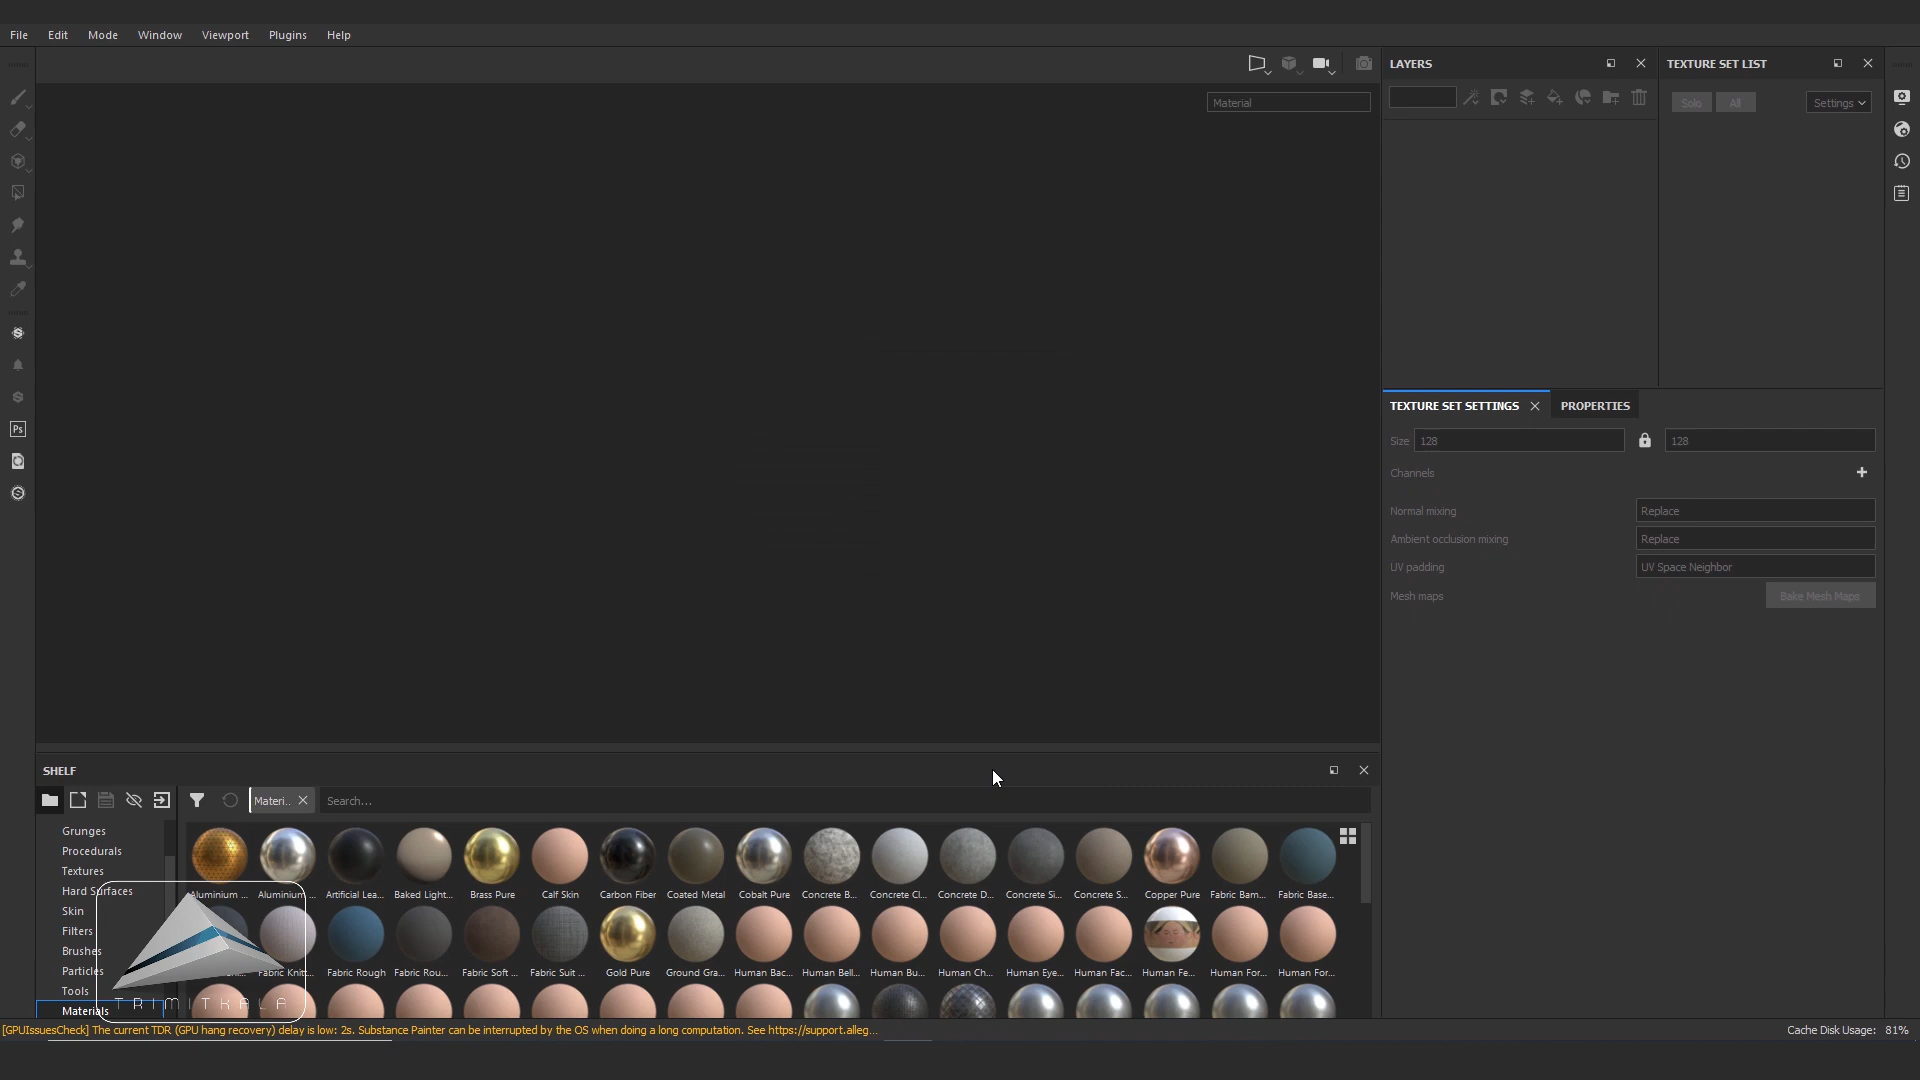 File Edit Mode Window Viewport Plugins Help
LAYERS
TEXTURE SET LIST
Material
Solo All Settings
Ps
TEXTURE SET SETTINGS PROPERTIES
Size 128 128
Channels
Normal mixing Replace
Ambient occlusion mixing Replace
UV padding UV Space Neighbor
Mesh maps Bake Mesh Maps
SHELF
Materi.. Search...
Grunges
Procedurals
Textures
Hard Surfaces
Skin
Filters
Brushes
Particles
Tools
Materials
Aluminium ... Aluminium ... Artificial Lea... Baked Light... Brass Pure Calf Skin Carbon Fiber Coated Metal Cobalt Pure Concrete B... Concrete Cl... Concrete D... Concrete Si... Concrete S... Copper Pure Fabric Bam... Fabric Base...
Fabric Knit... Fabric Rough Fabric Rou... Fabric Soft ... Fabric Suit ... Gold Pure Ground Gra... Human Bac... Human Bell... Human Bu... Human Ch... Human Eye... Human Fac... Human Fe... Human For... Human For...
TRIMITKALA
[GPUIssuesCheck] The current TDR (GPU hang recovery) delay is low: 2s. Substance Painter can be interrupted by the OS when doing a long computation. See https://support.alleg...
Cache Disk Usage: 81%